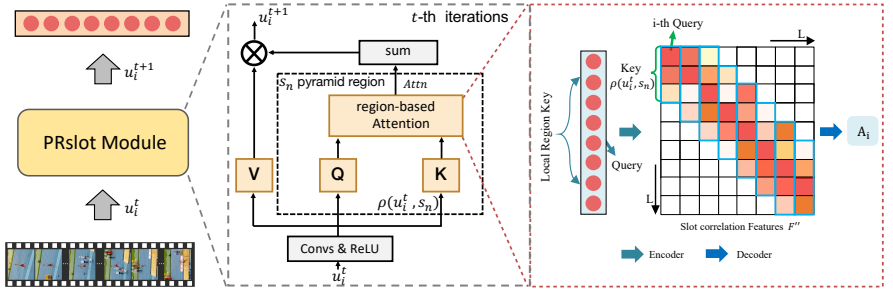 u_i^{t+1}
PRslot Module
u_i^t
u_i^{t+1}
t-th iterations
sum
s_n pyramid region
Attn
region-based
Attention
V
Q
K
ρ(u_i^t, s_n)
Convs & ReLU
u_i^t
i-th Query
L
Key
ρ(u_i^t, s_n)
Local Region Key
Query
L
A_i
Slot correlation Features F''
Encoder
Decoder